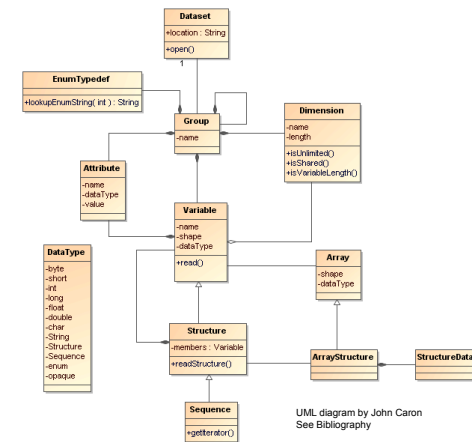 Dataset
+location : String
+open()
1
EnumTypedef
+lookupEnumString( int ) : String
Group
-name
Dimension
-name
-length
+isUnlimited()
+isShared()
+isVariableLength()
Attribute
-name
-dataType
-value
Variable
-name
-shape
-dataType
+read()
DataType
-byte
-short
-int
-long
-float
-double
-char
-String
-Structure
-Sequence
-enum
-opaque
Array
-shape
-dataType
Structure
-members : Variable
+readStructure()
ArrayStructure
StructureData
Sequence
+getIterator()
UML diagram by John Caron
See Bibliography